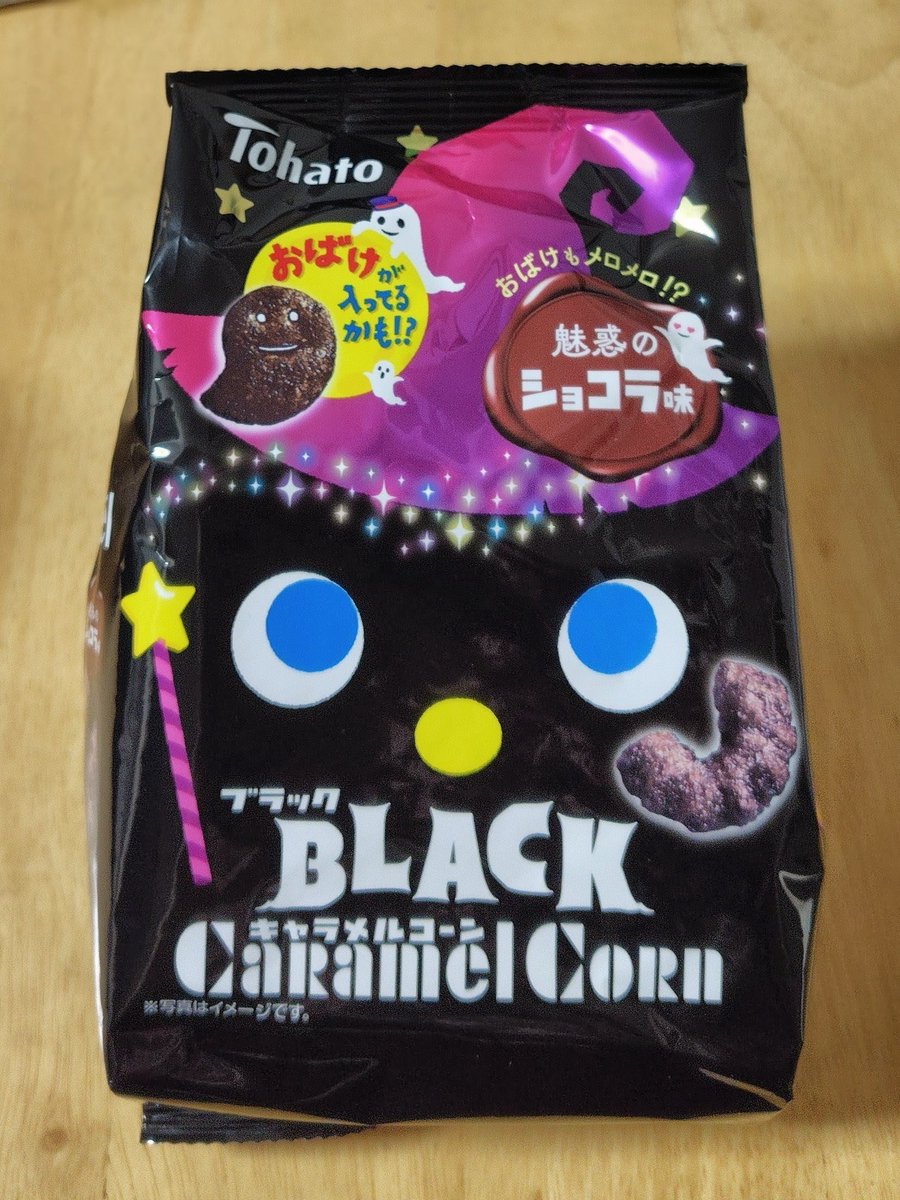 Tohato
おばけが
入ってる
かも!?
おばけもメロメロ!?
魅惑の
ショコラ味
ブラック
BLACK
キャラメルコーン
Caramel Corn
※写真はイメージです。